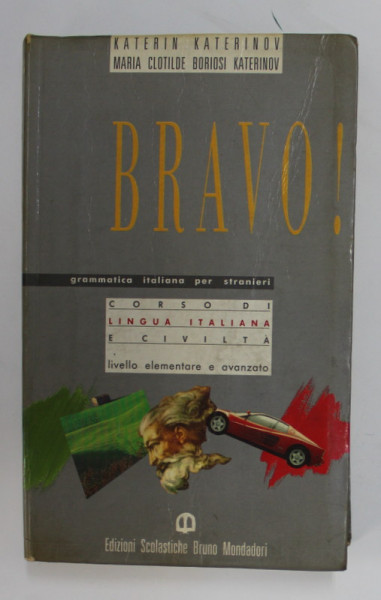 KATERIN KATERINOV
MARIA CLOTILDE BORIOSI KATERINOV
BRAVO!
grammatica italiana per stranieri
CORSO DI
LINGUA ITALIANA
E CIVILTÀ
livello elementare e avanzato
Edizioni Scolastiche Bruno Mondadori